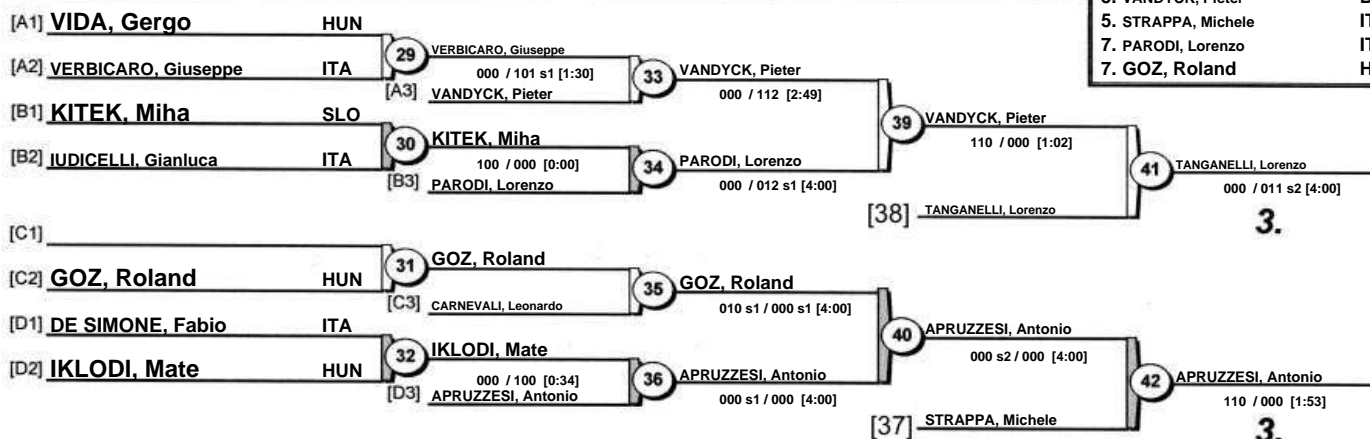 5. STRAPPA, Michele
7. PARODI, Lorenzo
7. GOZ, Roland
[A1] VIDA, Gergo HUN
[A2] VERBICARO, Giuseppe ITA
29
[A3]
VERBICARO, Giuseppe
000 / 101 s1 [1:30]
VANDYCK, Pieter
33
VANDYCK, Pieter
000 / 112 [2:49]
[B1] KITEK, Miha SLO
[B2] IUDICELLI, Gianluca ITA
30
[B3]
KITEK, Miha
100 / 000 [0:00]
PARODI, Lorenzo
34
PARODI, Lorenzo
000 / 012 s1 [4:00]
39
VANDYCK, Pieter
110 / 000 [1:02]
[38] TANGANELLI, Lorenzo
41
TANGANELLI, Lorenzo
000 / 011 s2 [4:00]
3.
[C1]
[C2] GOZ, Roland HUN
31
[C3]
GOZ, Roland
CARNEVALI, Leonardo
35
GOZ, Roland
010 s1 / 000 s1 [4:00]
[D1] DE SIMONE, Fabio ITA
[D2] IKLODI, Mate HUN
32
[D3]
IKLODI, Mate
000 / 100 [0:34]
APRUZZESI, Antonio
36
APRUZZESI, Antonio
000 s1 / 000 [4:00]
40
APRUZZESI, Antonio
000 s2 / 000 [4:00]
[37] STRAPPA, Michele
42
APRUZZESI, Antonio
110 / 000 [1:53]
3.